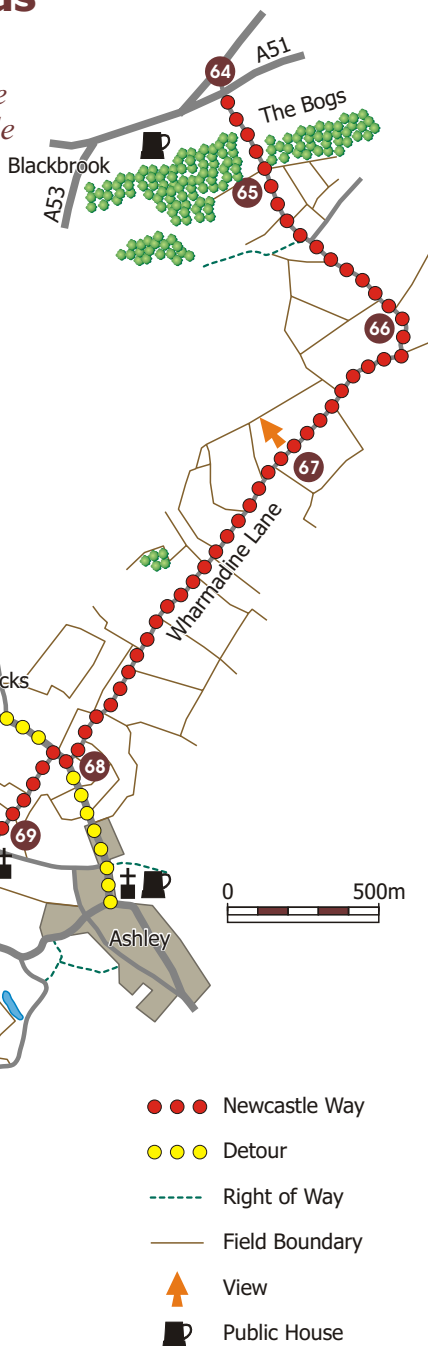 64
A51
The Bogs
Blackbrook
A53
65
66
67
Wharmadine Lane
68
69
0 500m
Ashley
Newcastle Way
Detour
Right of Way
Field Boundary
View
Public House